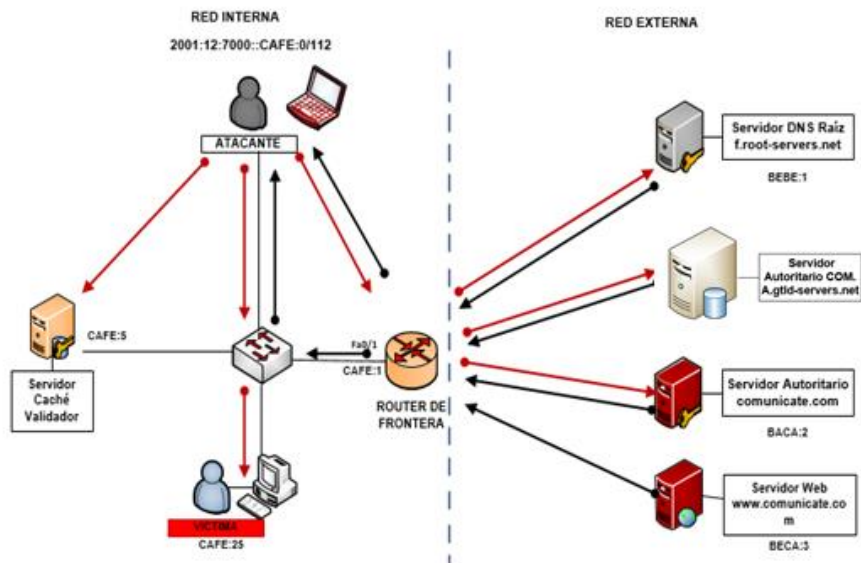 RED INTERNA
2001:12:7000::CAFE:0/112
RED EXTERNA
ATACANTE
Servidor DNS Raíz
f.root-servers.net
BEBE:1
Servidor
Autoritario COM.
A.gtld-servers.net
CAFE:5
Servidor
Caché
Validador
Fa0/1
CAFE:1
ROUTER DE
FRONTERA
Servidor Autoritario
comunicate.com
BACA:2
VICTIMA
CAFE:25
Servidor Web
www.comunicate.co
m
BECA:3